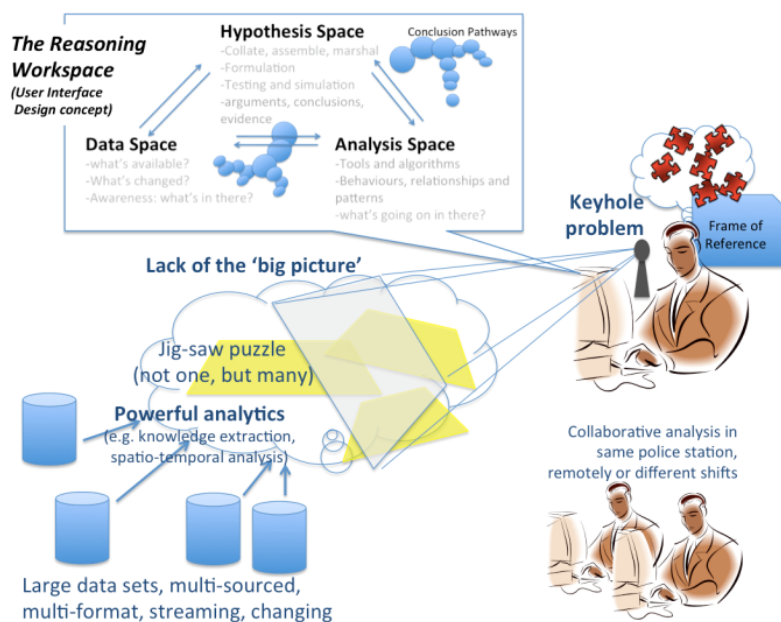 The Reasoning
Workspace
(User Interface
Design concept)
Hypothesis Space
-Collate, assemble, marshal
-Formulation
-Testing and simulation
-arguments, conclusions,
evidence
Conclusion Pathways
Data Space
-what's available?
-What's changed?
-Awareness: what's in there?
Analysis Space
-Tools and algorithms
-Behaviours, relationships and
patterns
-what's going on in there?
Keyhole
problem
Frame of
Reference
Lack of the 'big picture'
Jig-saw puzzle
(not one, but many)
Powerful analytics
(e.g. knowledge extraction,
spatio-temporal analysis)
Collaborative analysis in
same police station,
remotely or different shifts
Large data sets, multi-sourced,
multi-format, streaming, changing